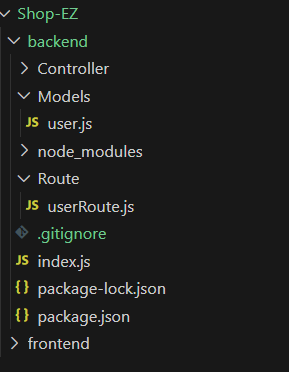 Shop-EZ
backend
Controller
Models
JS user.js
node_modules
Route
JS userRoute.js
.gitignore
JS index.js
{} package-lock.json
{} package.json
frontend